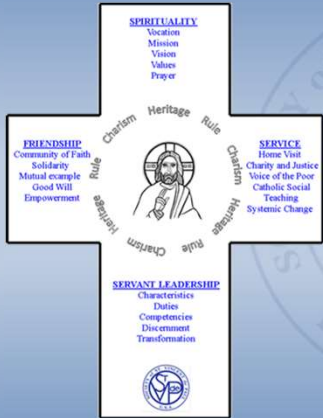 SPIRITUALITY
Vocation
Mission
Vision
Values
Prayer
FRIENDSHIP
Community of Faith
Solidarity
Mutual example
Good Will
Empowerment
Charism Heritage Rule Charism Heritage Rule Charism Heritage Rule
SERVICE
Home Visit
Charity and Justice
Voice of the Poor
Catholic Social
Teaching
Systemic Change
SERVANT LEADERSHIP
Characteristics
Duties
Competencies
Discernment
Transformation